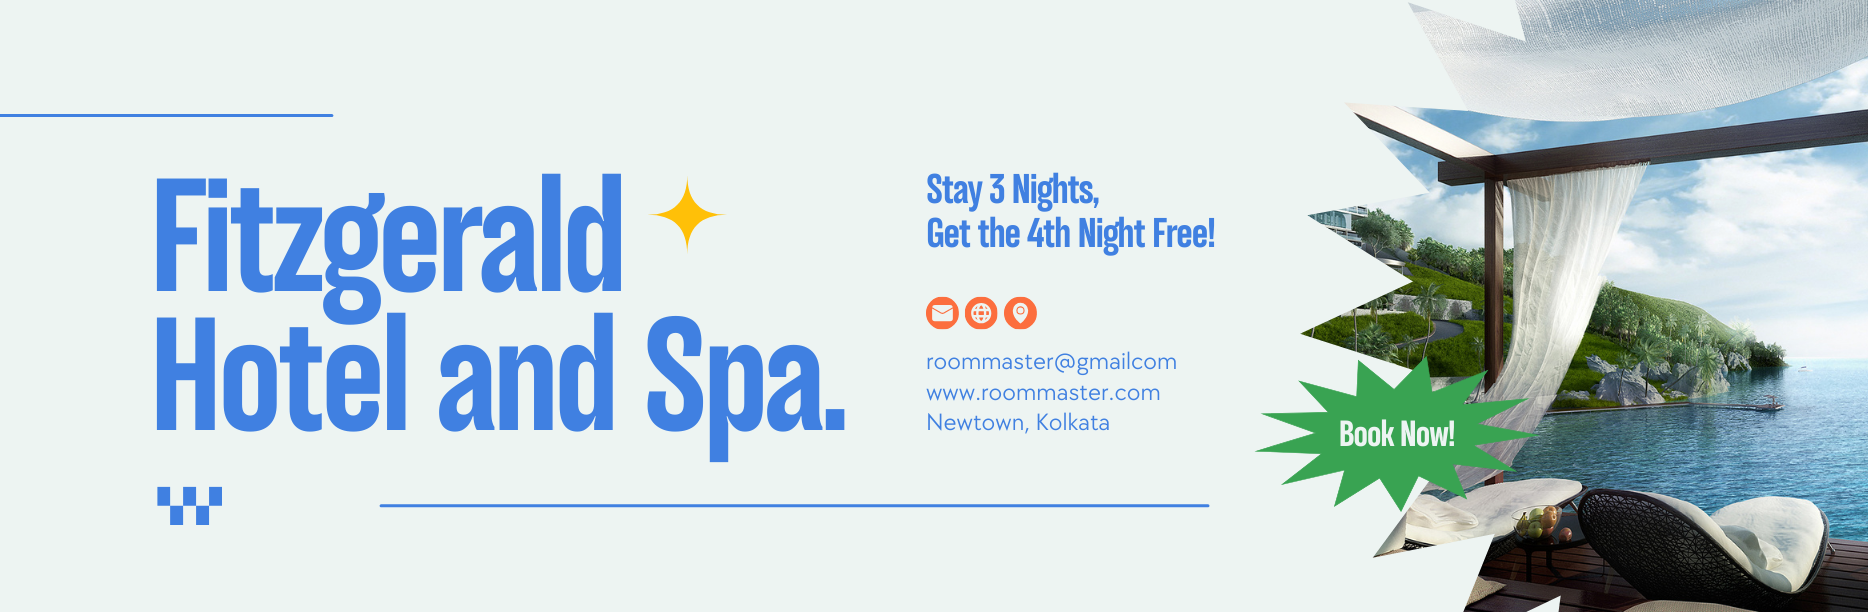 Fitzgerald
Hotel and Spa.
Stay 3 Nights,
Get the 4th Night Free!
roommaster@gmailcom
www.roommaster.com
Newtown, Kolkata
Book Now!